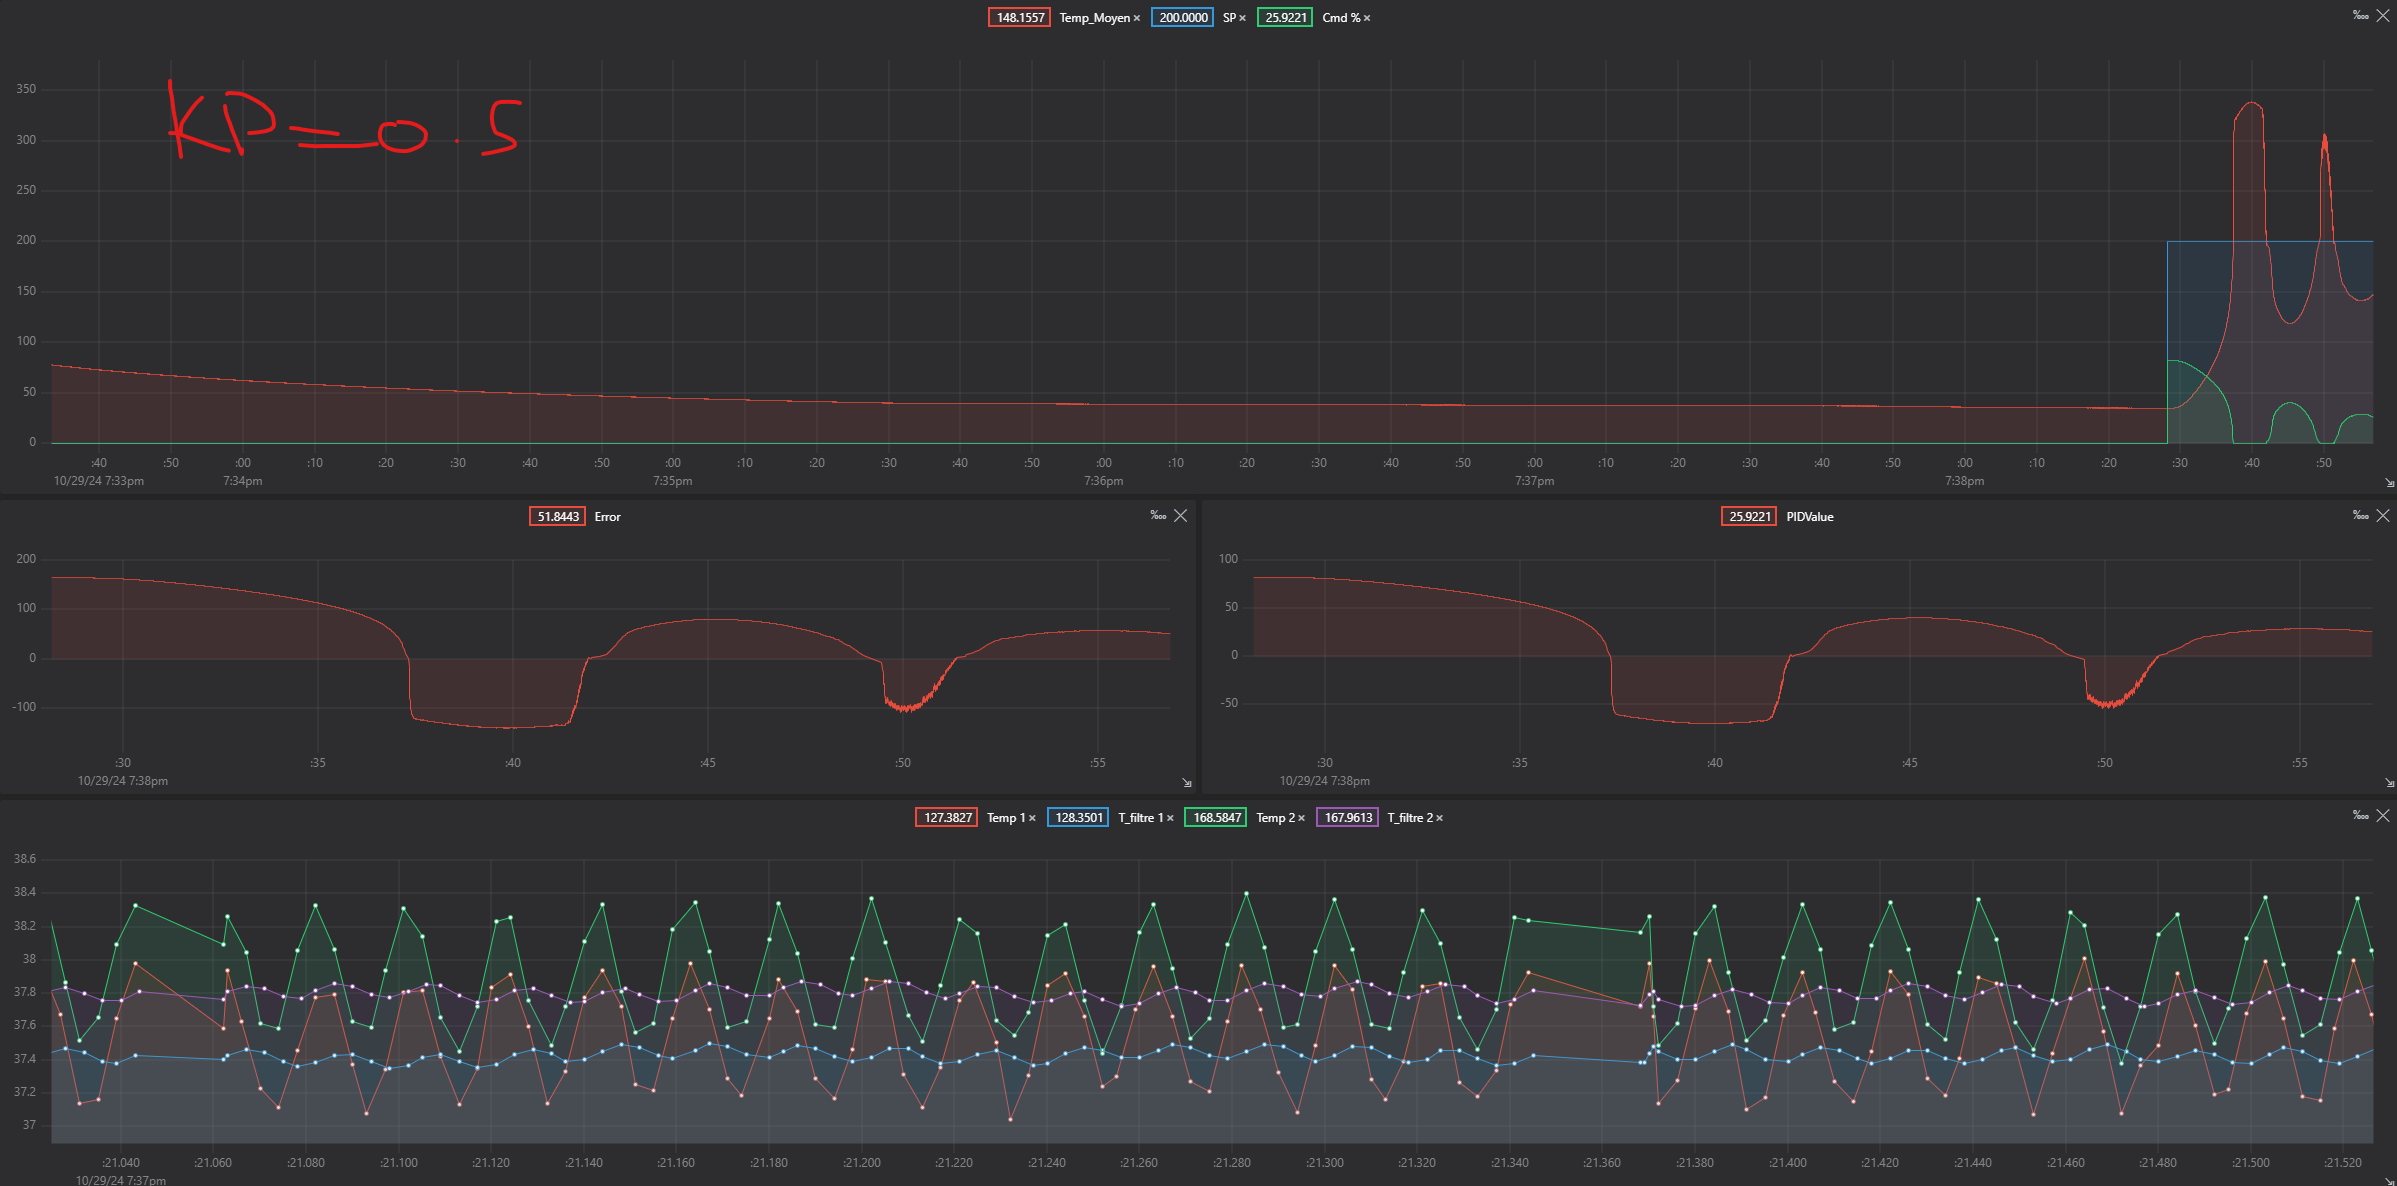 148.1557 Temp_Moyen × 200.0000 SP × 25.9221 Cmd % ×
KP=0.5
350
300
250
200
150
100
50
0
:40 :50 :00 :10 :20 :30 :40 :50 :00 :10 :20 :30 :40 :50 :00 :10 :20 :30 :40 :50 :00 :10 :20 :30 :40 :50 :00 :10 :20 :30 :40 :50
10/29/24 7:33pm 7:34pm 7:35pm 7:36pm 7:37pm 7:38pm
51.8443 Error
200
100
0
-100
:30 :35 :40 :45 :50 :55
10/29/24 7:38pm
25.9221 PIDValue
100
50
0
-50
:30 :35 :40 :45 :50 :55
10/29/24 7:38pm
127.3827 Temp 1 × 128.3501 T_filtre 1 × 168.5847 Temp 2 × 167.9613 T_filtre 2 ×
38.6
38.4
38.2
38
37.8
37.6
37.4
37.2
37
:21.040 :21.060 :21.080 :21.100 :21.120 :21.140 :21.160 :21.180 :21.200 :21.220 :21.240 :21.260 :21.280 :21.300 :21.320 :21.340 :21.360 :21.380 :21.400 :21.420 :21.440 :21.460 :21.480 :21.500 :21.520
10/29/24 7:37pm